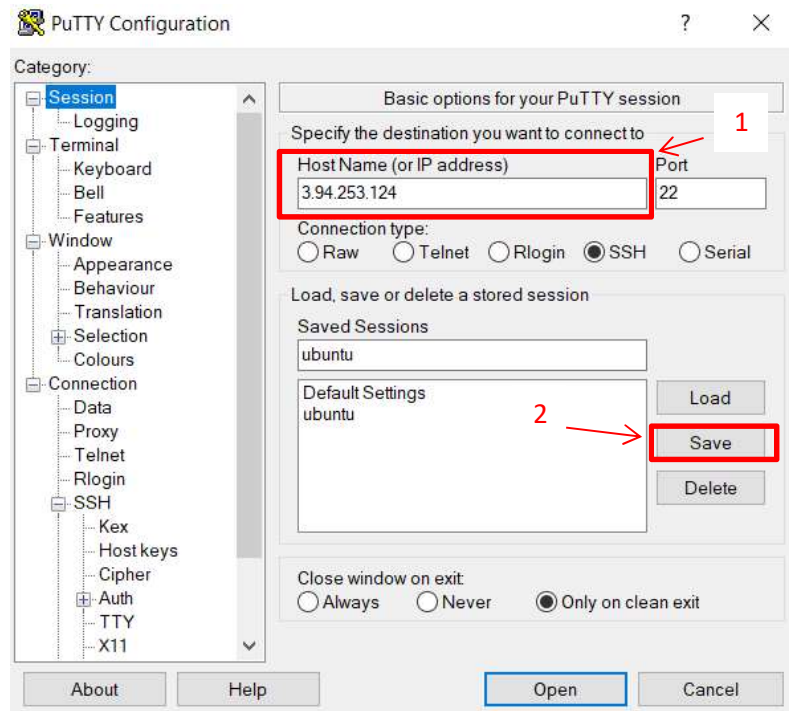 PuTTY Configuration
?
Category:
Session
Logging
Terminal
Keyboard
Bell
Features
Window
Appearance
Behaviour
Translation
Selection
Colours
Connection
Data
Proxy
Telnet
Rlogin
SSH
Kex
Host keys
Cipher
Auth
TTY
X11
Basic options for your PuTTY session
Specify the destination you want to connect to
1
Host Name (or IP address) Port
3.94.253.124 22
Connection type:
Raw Telnet Rlogin SSH Serial
Load, save or delete a stored session
Saved Sessions
ubuntu
Default Settings
ubuntu
2
Load
Save
Delete
Close window on exit:
Always Never Only on clean exit
About Help Open Cancel